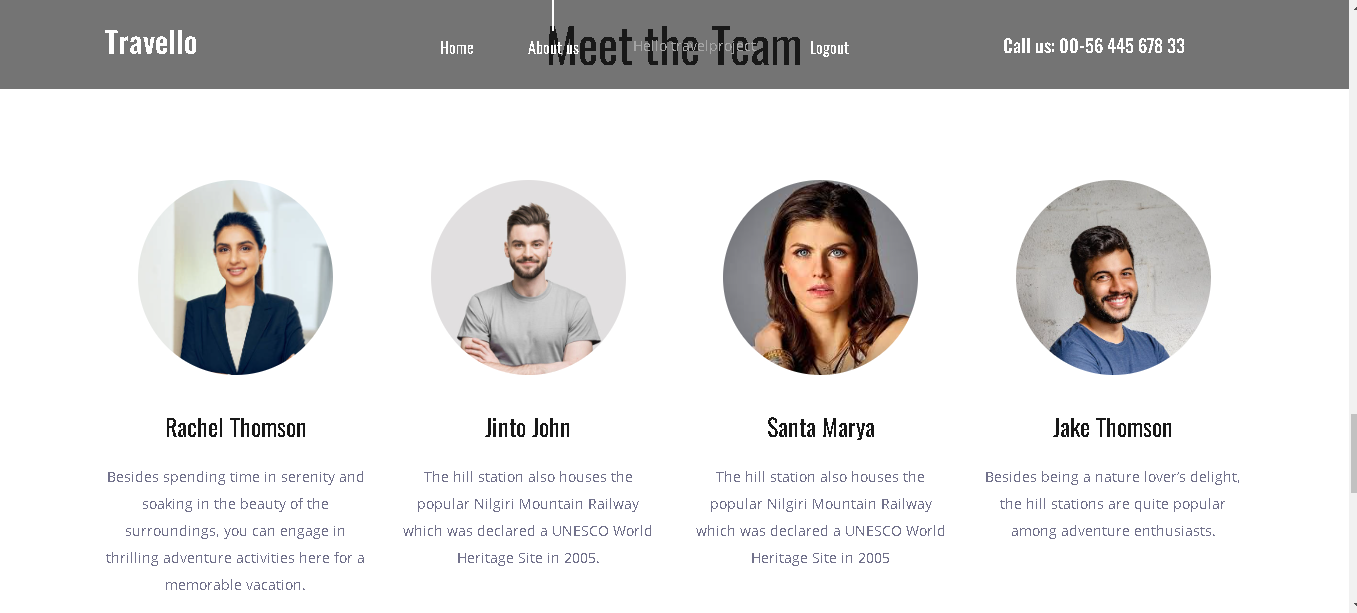 Travello
Home
About us
Hello travelproject
Logout
Call us: 00-56 445 678 33
Meet the Team
Rachel Thomson
Besides spending time in serenity and
soaking in the beauty of the
surroundings, you can engage in
thrilling adventure activities here for a
memorable vacation.
Jinto John
The hill station also houses the
popular Nilgiri Mountain Railway
which was declared a UNESCO World
Heritage Site in 2005.
Santa Marya
The hill station also houses the
popular Nilgiri Mountain Railway
which was declared a UNESCO World
Heritage Site in 2005
Jake Thomson
Besides being a nature lover’s delight,
the hill stations are quite popular
among adventure enthusiasts.